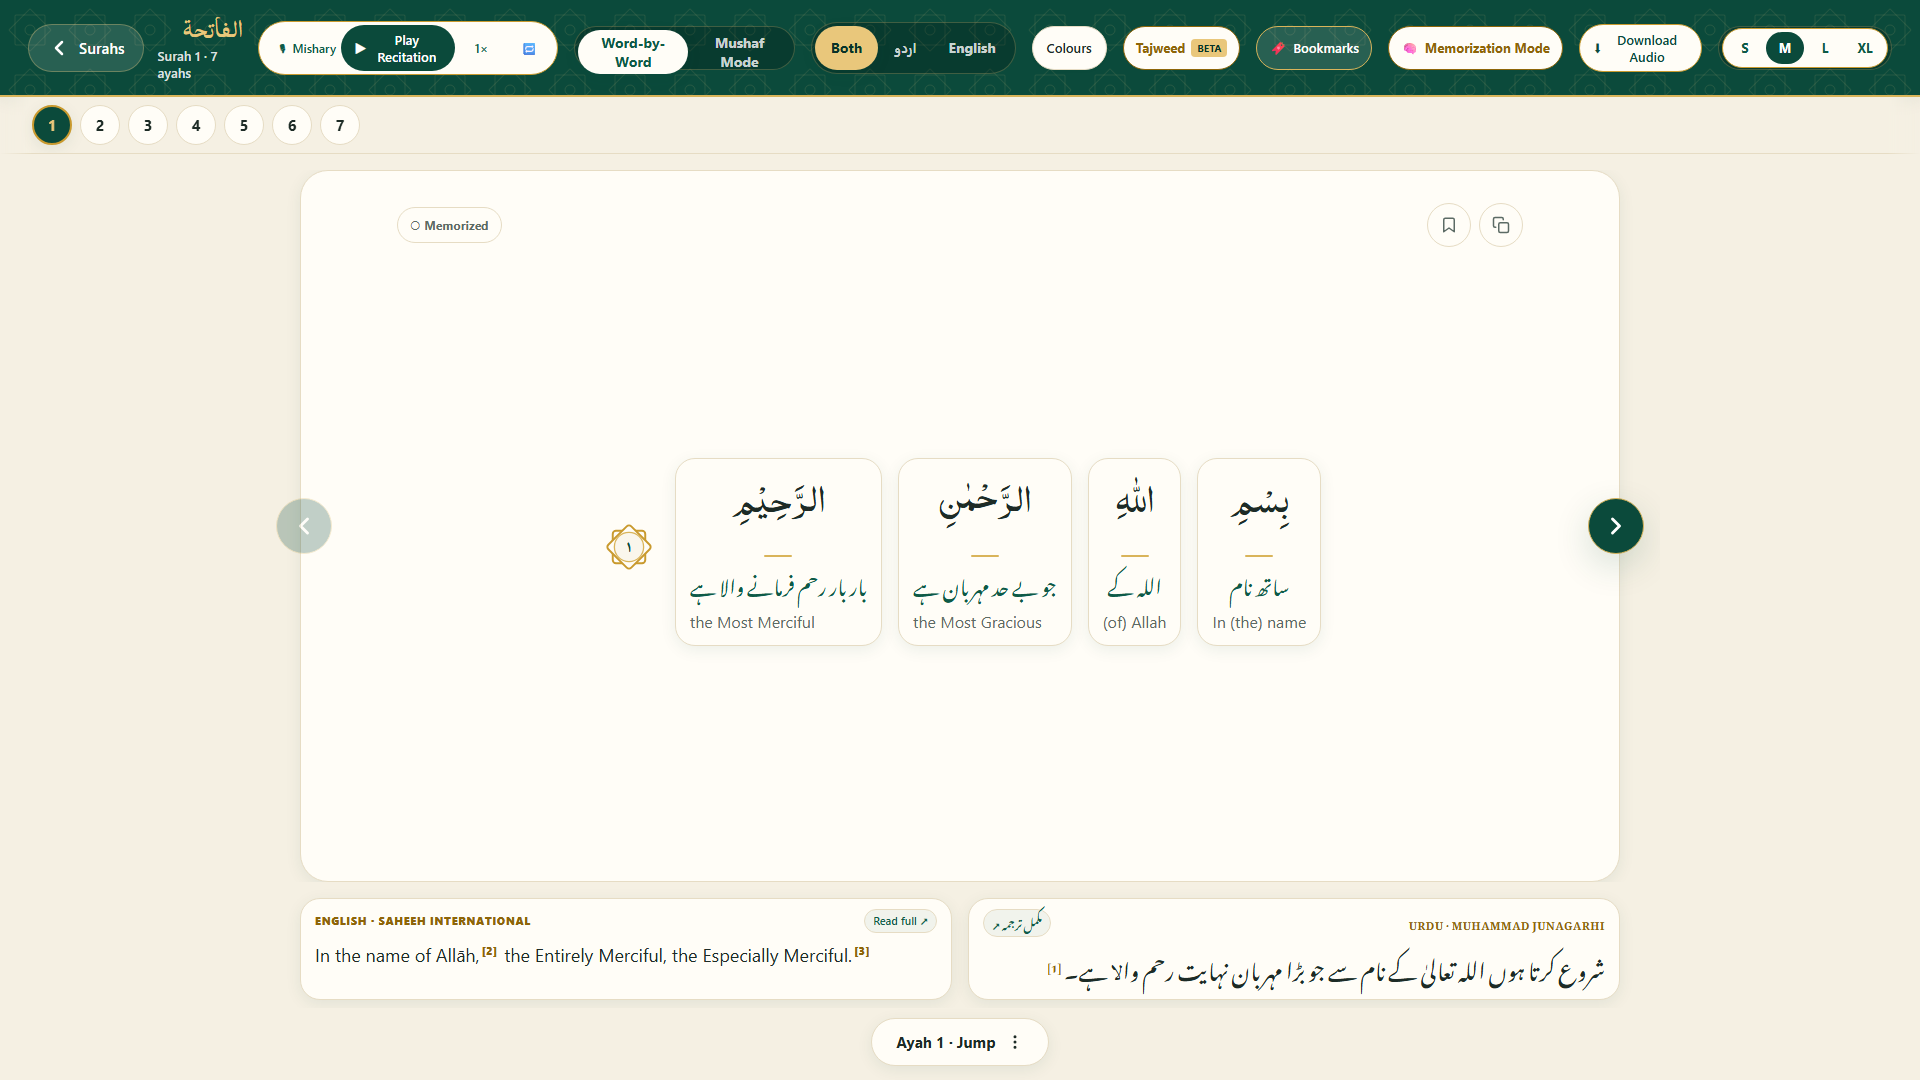 Surahs
الفاتحة
Surah 1 · 7
ayahs
Mishary
Play
Recitation
1×
Word-by-
Word
Mushaf
Mode
Both
اردو
English
Colours
Tajweed BETA
Bookmarks
Memorization Mode
Download
Audio
S M L XL
1 2 3 4 5 6 7
Memorized
بِسْمِ اللّٰهِ الرَّحْمٰنِ الرَّحِيْمِ ١
ساتھ نام
اللہ کے
جو بے حد مہربان ہے
بار بار رحم فرمانے والا ہے
In (the) name
(of) Allah
the Most Gracious
the Most Merciful
ENGLISH · SAHEEH INTERNATIONAL
Read full ↗
In the name of Allāh,[2] the Entirely Merciful, the Especially Merciful.[3]
URDU · MUHAMMAD JUNAGARHI
مکمل ترجمہ ↗
شروع کرتا ہوں اللہ تعالیٰ کے نام سے جو بڑا مہربان نہایت رحم والا ہے۔ [1]
Ayah 1 · Jump